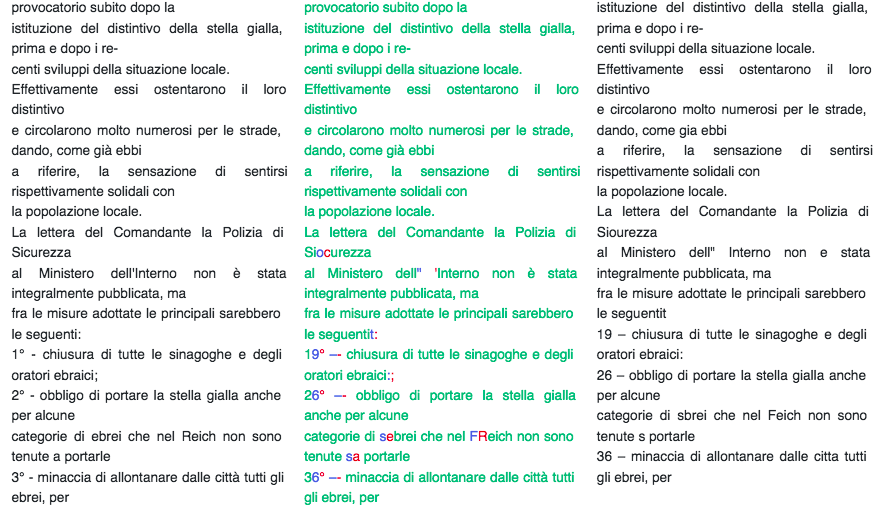 provocatorio subito dopo la
istituzione del distintivo della stella gialla,
prima e dopo i re-
centi sviluppi della situazione locale.
Effettivamente essi ostentarono il loro
distintivo
e circolarono molto numerosi per le strade,
dando, come già ebbi
a riferire, la sensazione di sentirsi
rispettivamente solidali con
la popolazione locale.
La lettera del Comandante la Polizia di
Sicurezza
al Ministero dell'Interno non è stata
integralmente pubblicata, ma
fra le misure adottate le principali sarebbero
le seguenti:
1° - chiusura di tutte le sinagoghe e degli
oratori ebraici;
2° - obbligo di portare la stella gialla anche
per alcune
categorie di ebrei che nel Reich non sono
tenute a portarle
3° - minaccia di allontanare dalle città tutti gli
ebrei, per
provocatorio subito dopo la
istituzione del distintivo della stella gialla,
prima e dopo i re-
centi sviluppi della situazione locale.
Effettivamente essi ostentarono il loro
distintivo
e circolarono molto numerosi per le strade,
dando, come già ebbi
a riferire, la sensazione di sentirsi
rispettivamente solidali con
la popolazione locale.
La lettera del Comandante la Polizia di
Siocurezza
al Ministero dell" 'Interno non è stata
integralmente pubblicata, ma
fra le misure adottate le principali sarebbero
le seguentit:
19° –- chiusura di tutte le sinagoghe e degli
oratori ebraici:;
26° –- obbligo di portare la stella gialla
anche per alcune
categorie di sebrei che nel FReich non sono
tenute sa portarle
36° –- minaccia di allontanare dalle città tutti
gli ebrei, per
istituzione del distintivo della stella gialla,
prima e dopo i re-
centi sviluppi della situazione locale.
Effettivamente essi ostentarono il loro
distintivo
e circolarono molto numerosi per le strade,
dando, come gia ebbi
a riferire, la sensazione di sentirsi
rispettivamente solidali con
la popolazione locale.
La lettera del Comandante la Polizia di
Siourezza
al Ministero dell" Interno non e stata
integralmente pubblicata, ma
fra le misure adottate le principali sarebbero
le seguentit
19 – chiusura di tutte le sinagoghe e degli
oratori ebraici:
26 – obbligo di portare la stella gialla anche
per alcune
categorie di sbrei che nel Feich non sono
tenute s portarle
36 – minaccia di allontanare dalle citta tutti
gli ebrei, per